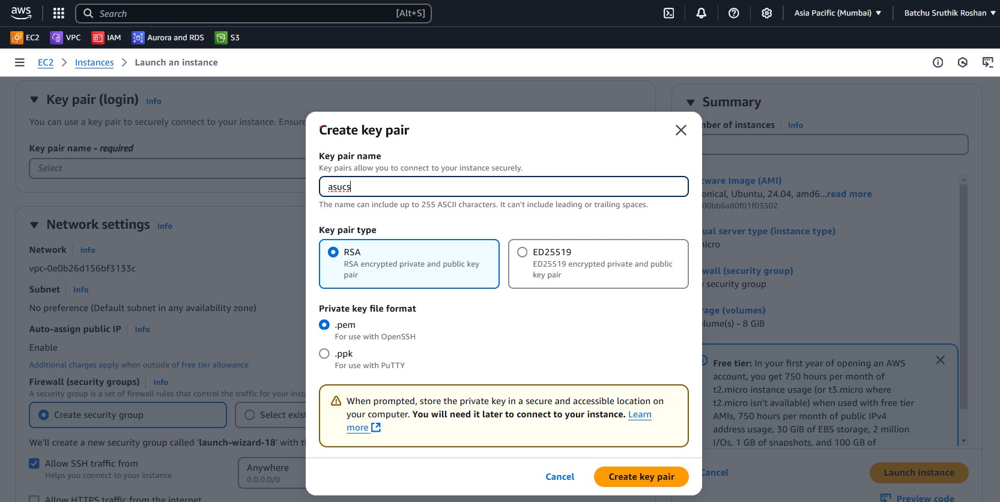 aws
Search
[Alt+S]
Asia Pacific (Mumbai)
Batchu Sruthik Roshan
EC2
VPC
IAM
Aurora and RDS
S3
EC2
Instances
Launch an instance
Key pair (login)
Info
You can use a key pair to securely connect to your instance. Ensure
Key pair name - required
Select
Network settings
Info
Network
Info
vpc-0e0b26d156bf3133c
Subnet
Info
No preference (Default subnet in any availability zone)
Auto-assign public IP
Info
Enable
Additional charges apply when outside of free tier allowance
Firewall (security groups)
Info
A security group is a set of firewall rules that control the traffic for your
Create security group
Select
We'll create a new security group called 'launch-wizard-18' with
Allow SSH traffic from
Helps you connect to your instance
Anywhere
0.0.0.0/0
Allow HTTPS traffic from the internet
Create key pair
Key pair name
Key pairs allow you to connect to your instance securely.
asucs
The name can include up to 255 ASCII characters. It can't include leading or trailing spaces.
Key pair type
RSA
RSA encrypted private and public key
pair
ED25519
ED25519 encrypted private and public
key pair
Private key file format
.pem
For use with OpenSSH
.ppk
For use with PuTTY
When prompted, store the private key in a secure and accessible location on
your computer. You will need it later to connect to your instance. Learn
more
Cancel
Create key pair
Summary
of instances
Info
Image (AMI)
Ubuntu, 24.04, amd6...read more
00bb6a80f01f03502
server type (instance type)
(security group)
security group
(volumes)
- 8 GiB
Free tier: In your first year of opening an AWS
account, you get 750 hours per month of
t2.micro instance usage (or t3.micro where
t2.micro isn't available) when used with free tier
AMIs, 750 hours per month of public IPv4
address usage, 30 GiB of EBS storage, 2 million
I/Os, 1 GB of snapshots, and 100 GB of
Cancel
Launch instance
Preview code